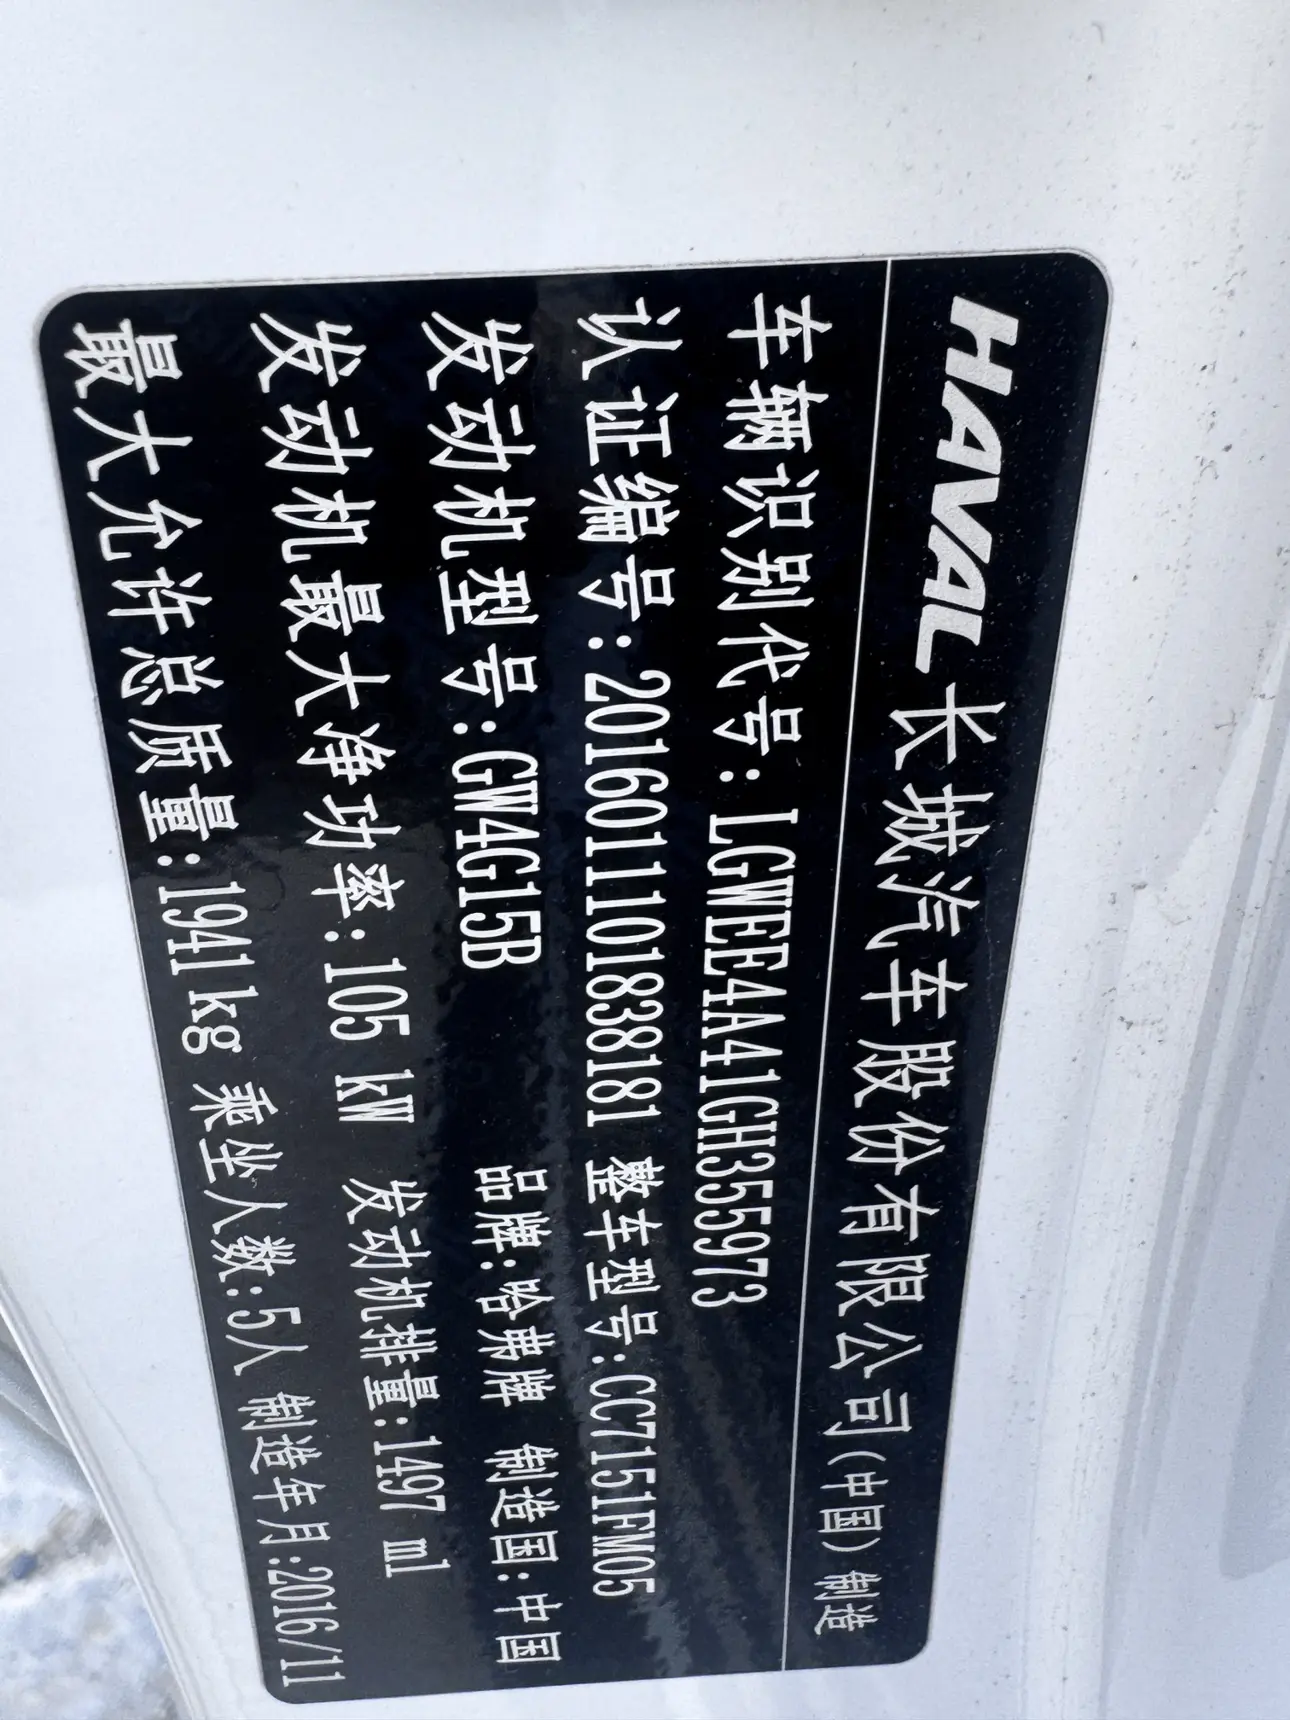 HAVAL 长城汽车股份有限公司(中国)制造
车辆识别代号:LGWEE4A41GH355973
认证编号:2016011101838181 整车型号:CC7151FM05
发动机型号:GW4G15B 品牌:哈弗牌 制造国:中国
发动机最大净功率:105 kW 发动机排量:1497 ml
最大允许总质量:1941kg 乘坐人数:5人 制造年月:2016/11